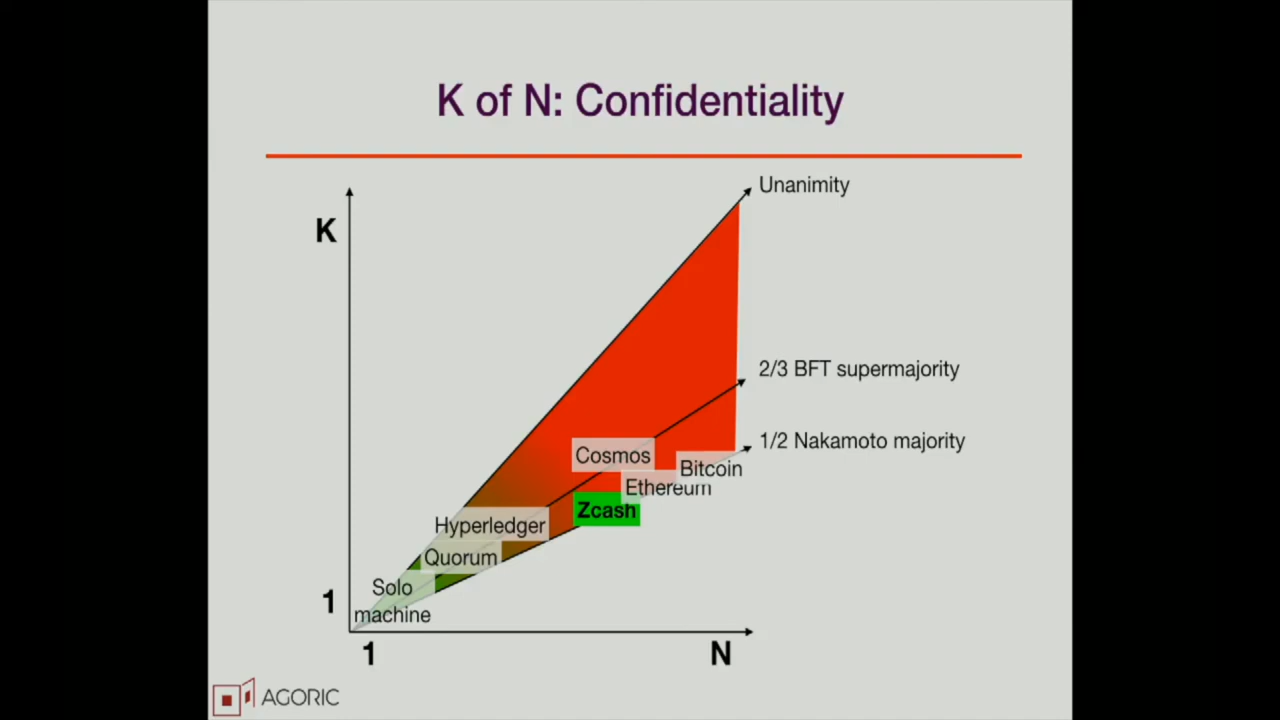 K of N: Confidentiality
Unanimity
K
2/3 BFT supermajority
1/2 Nakamoto majority
Cosmos
Bitcoin
Ethereum
Zcash
Hyperledger
Quorum
Solo
machine
1
1
N
AGORIC